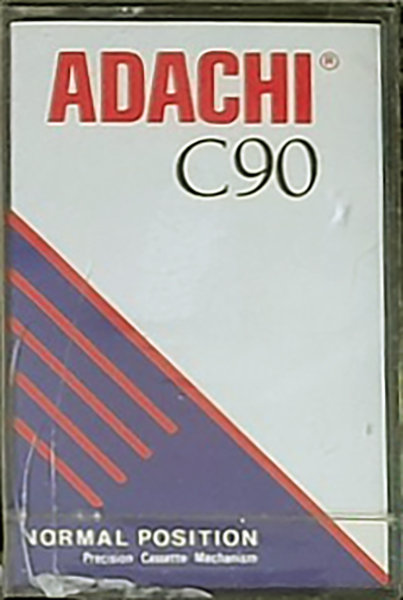 ADACHI®
C90
NORMAL POSITION
Precision Cassette Mechanism